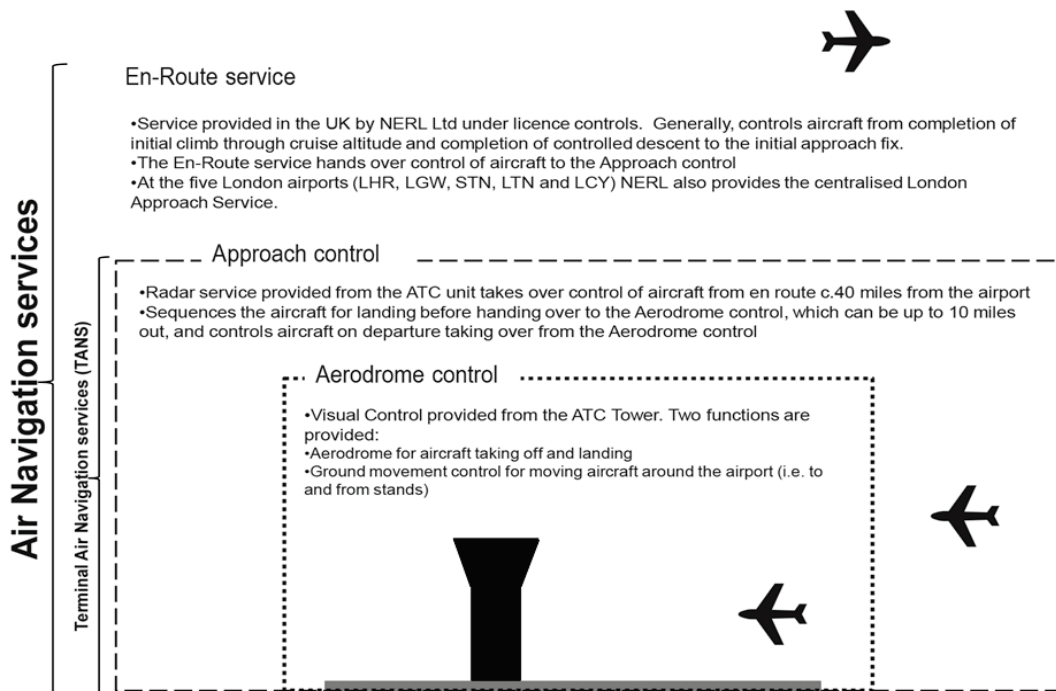 Air Navigation services
Terminal Air Navigation services (TANS)
En-Route service
•Service provided in the UK by NERL Ltd under licence controls.  Generally, controls aircraft from completion of
initial climb through cruise altitude and completion of controlled descent to the initial approach fix.
•The En-Route service hands over control of aircraft to the Approach control
•At the five London airports (LHR, LGW, STN, LTN and LCY) NERL also provides the centralised London
Approach Service.
Approach control
•Radar service provided from the ATC unit takes over control of aircraft from en route c.40 miles from the airport
•Sequences the aircraft for landing before handing over to the Aerodrome control, which can be up to 10 miles
out, and controls aircraft on departure taking over from the Aerodrome control
Aerodrome control
•Visual Control provided from the ATC Tower. Two functions are
provided:
•Aerodrome for aircraft taking off and landing
•Ground movement control for moving aircraft around the airport (i.e. to
and from stands)